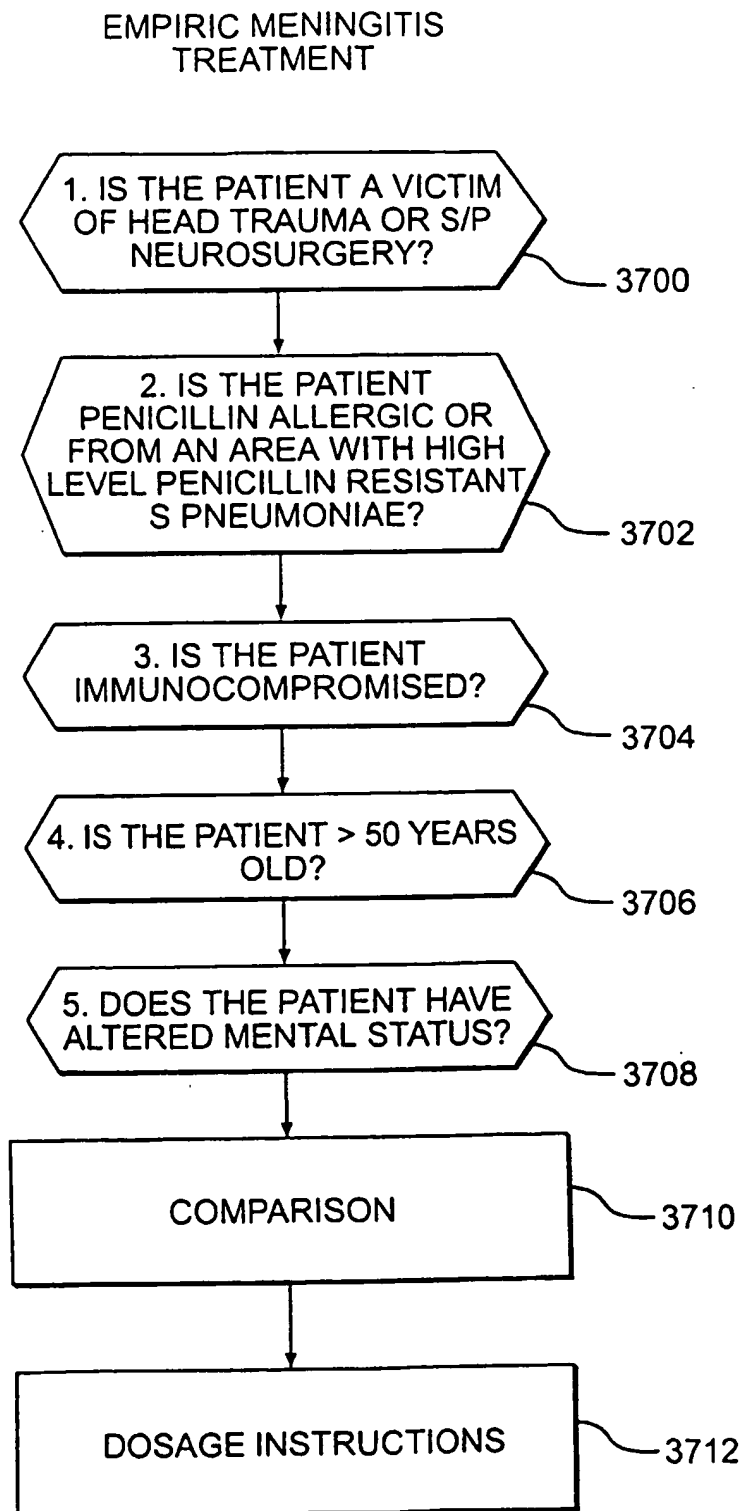 EMPIRIC MENINGITIS
TREATMENT
1. IS THE PATIENT A VICTIM
OF HEAD TRAUMA OR S/P
NEUROSURGERY?
3700
2. IS THE PATIENT
PENICILLIN ALLERGIC OR
FROM AN AREA WITH HIGH
LEVEL PENICILLIN RESISTANT
S PNEUMONIAE?
3702
3. IS THE PATIENT
IMMUNOCOMPROMISED?
3704
4. IS THE PATIENT > 50 YEARS
OLD?
3706
5. DOES THE PATIENT HAVE
ALTERED MENTAL STATUS?
3708
COMPARISON
3710
DOSAGE INSTRUCTIONS
3712